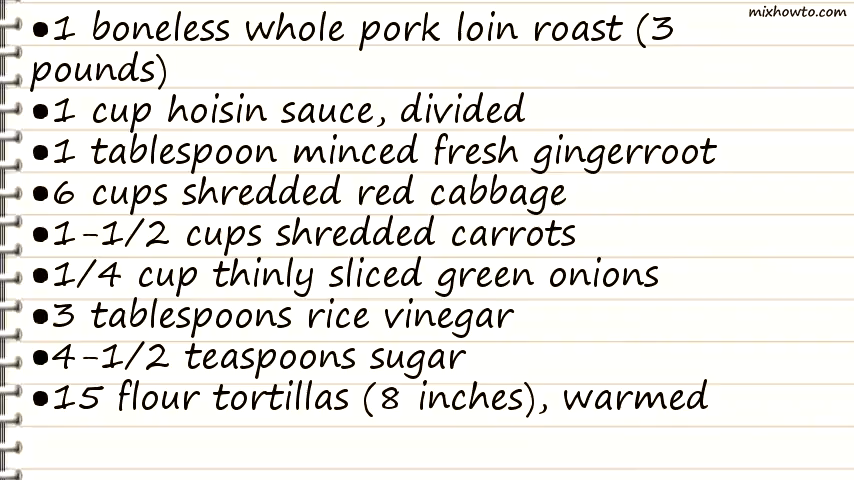 mixhowto.com
•1 boneless whole pork loin roast (3
pounds)
•1 cup hoisin sauce, divided
•1 tablespoon minced fresh gingerroot
•6 cups shredded red cabbage
•1-1/2 cups shredded carrots
•1/4 cup thinly sliced green onions
•3 tablespoons rice vinegar
•4-1/2 teaspoons sugar
•15 flour tortillas (8 inches), warmed